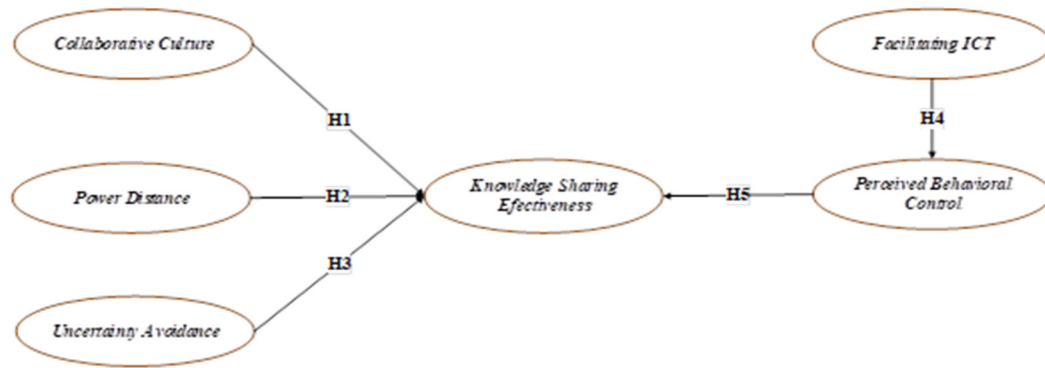 Collaborative Culture
Facilitating ICT
H1
H4
Power Distance
H2
Knowledge Sharing
Efectiveness
H5
Perceived Behavioral
Control
H3
Uncertainty Avoidance